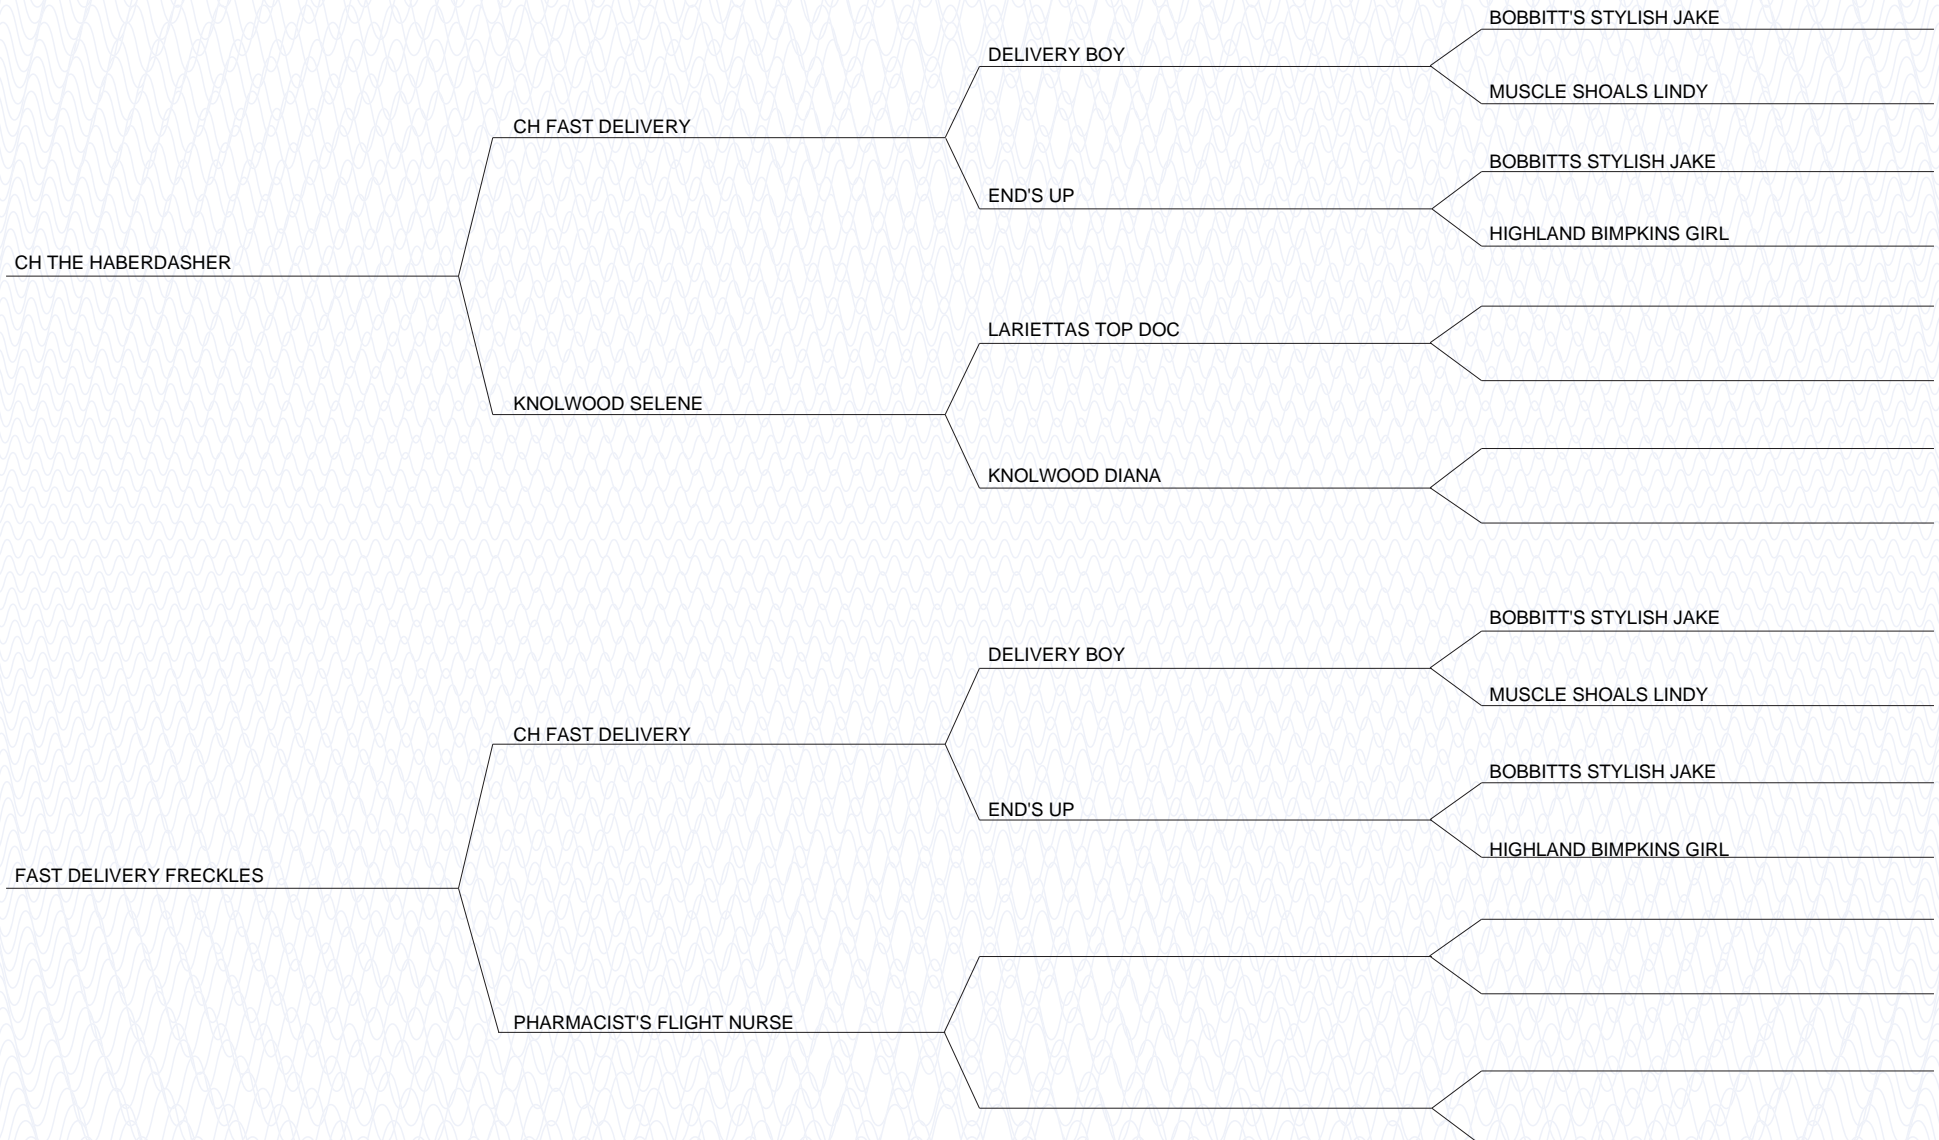 BOBBITT'S STYLISH JAKE
DELIVERY BOY
MUSCLE SHOALS LINDY
CH FAST DELIVERY
BOBBITTS STYLISH JAKE
END'S UP
HIGHLAND BIMPKINS GIRL
CH THE HABERDASHER
LARIETTAS TOP DOC
KNOLWOOD SELENE
KNOLWOOD DIANA
BOBBITT'S STYLISH JAKE
DELIVERY BOY
MUSCLE SHOALS LINDY
CH FAST DELIVERY
BOBBITTS STYLISH JAKE
END'S UP
HIGHLAND BIMPKINS GIRL
FAST DELIVERY FRECKLES
PHARMACIST'S FLIGHT NURSE